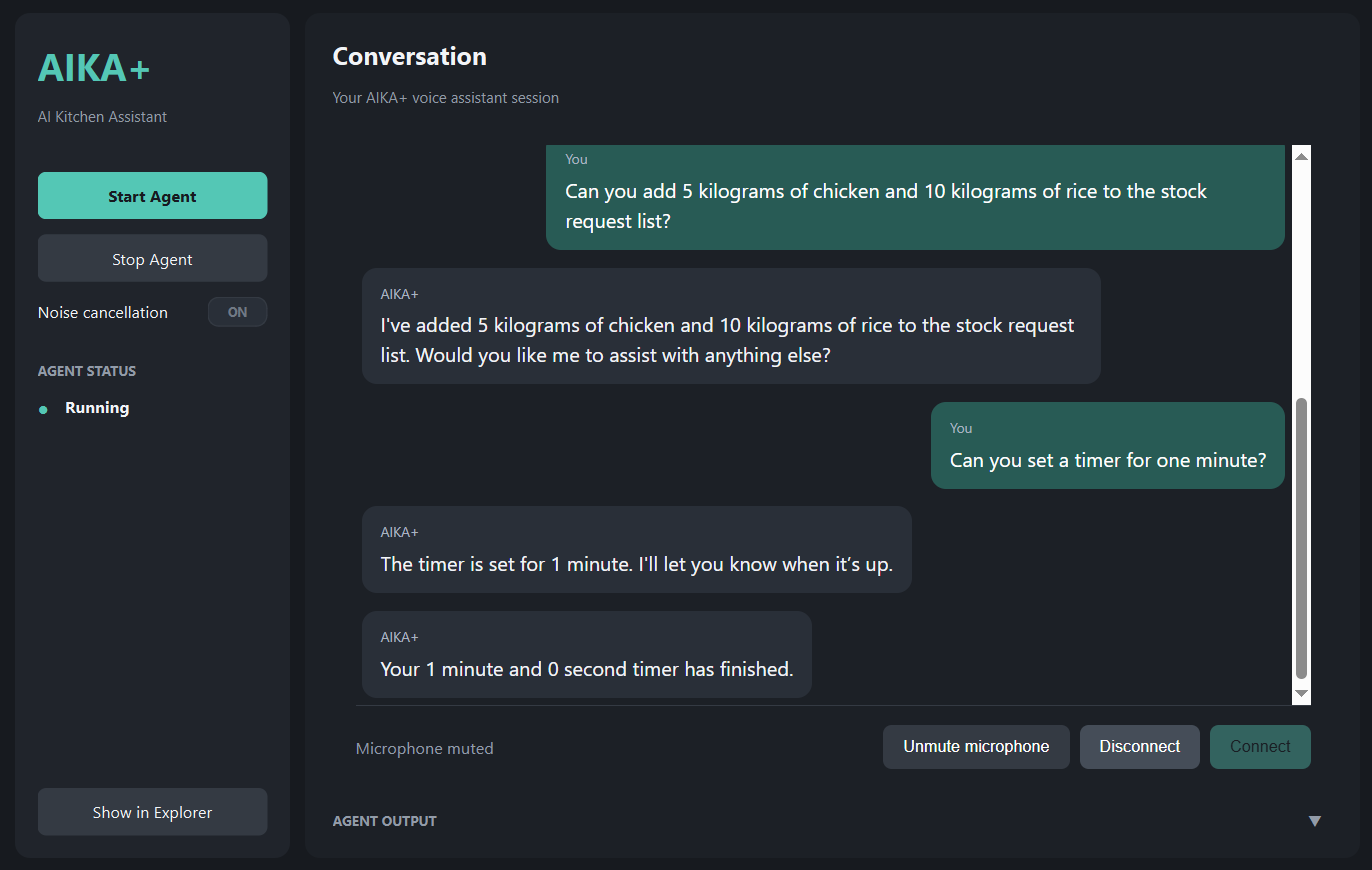 AIKA+
AI Kitchen Assistant
Start Agent
Stop Agent
Noise cancellation
ON
AGENT STATUS
Running
Show in Explorer
Conversation
Your AIKA+ voice assistant session
You
Can you add 5 kilograms of chicken and 10 kilograms of rice to the stock
request list?
AIKA+
I've added 5 kilograms of chicken and 10 kilograms of rice to the stock request
list. Would you like me to assist with anything else?
You
Can you set a timer for one minute?
AIKA+
The timer is set for 1 minute. I'll let you know when it’s up.
AIKA+
Your 1 minute and 0 second timer has finished.
Microphone muted
Unmute microphone
Disconnect
Connect
AGENT OUTPUT